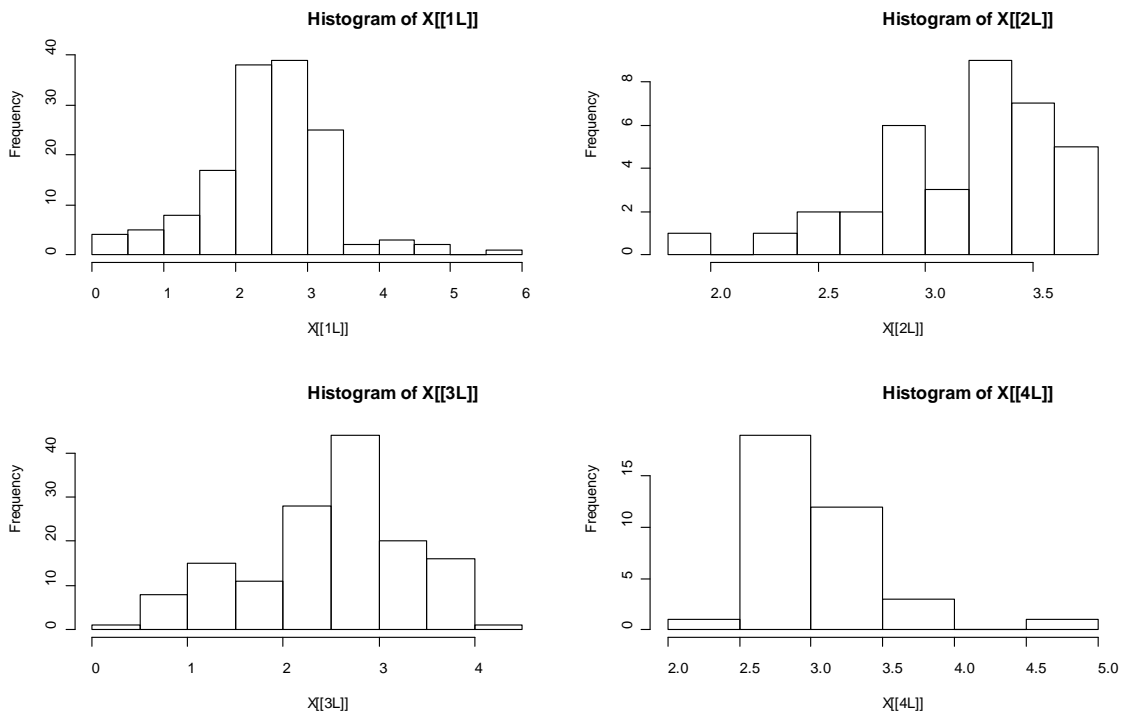 Histogram of X[[1L]]
Frequency
0 10 20 30 40
0 1 2 3 4 5 6
X[[1L]]
Histogram of X[[2L]]
Frequency
0 2 4 6 8
2.0 2.5 3.0 3.5
X[[2L]]
Histogram of X[[3L]]
Frequency
0 10 20 30 40
0 1 2 3 4
X[[3L]]
Histogram of X[[4L]]
Frequency
0 5 10 15
2.0 2.5 3.0 3.5 4.0 4.5 5.0
X[[4L]]